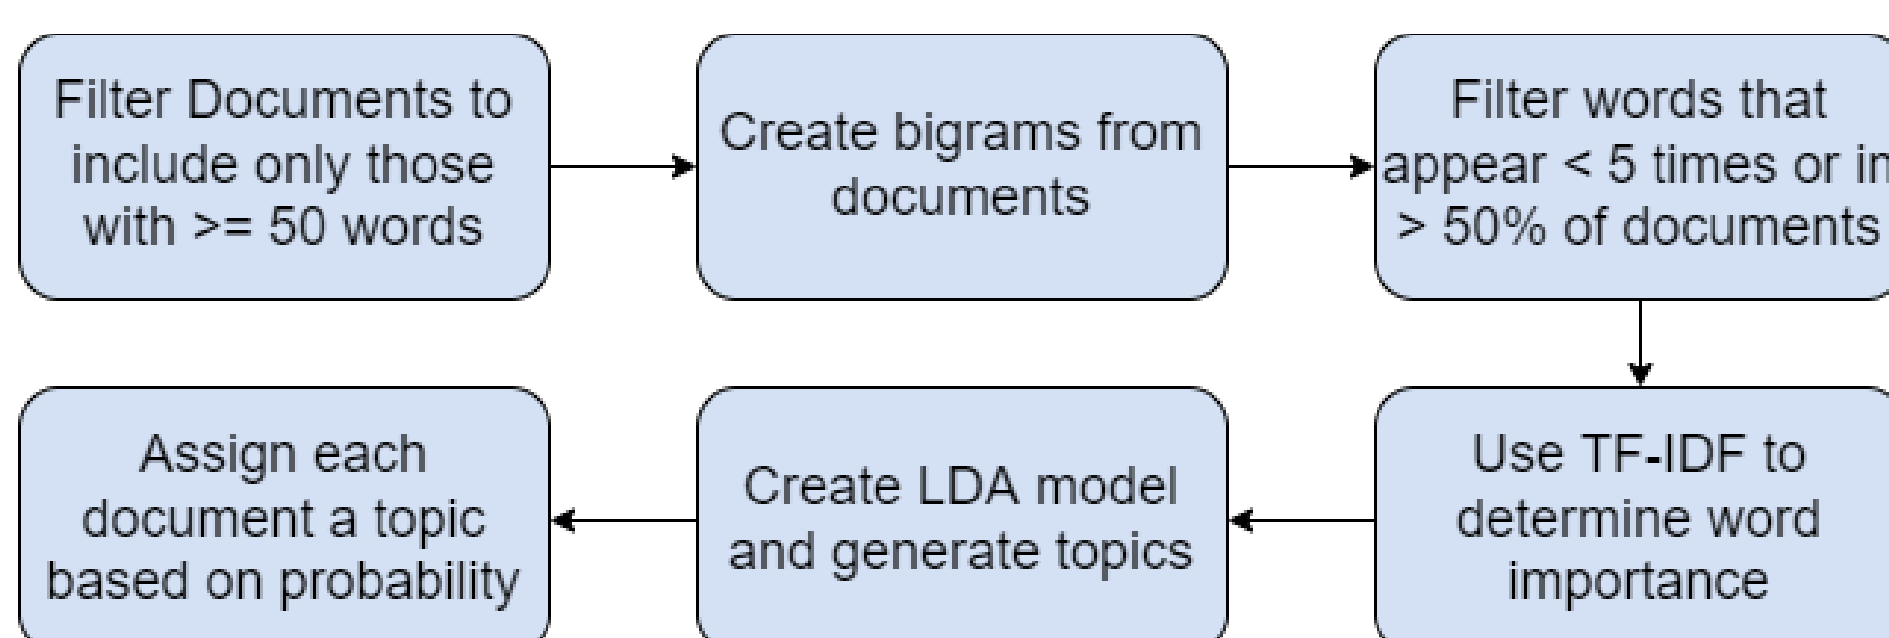 Filter Documents to
include only those
with >= 50 words
Create bigrams from
documents
Filter words that
appear < 5 times or in
> 50% of documents
Use TF-IDF to
determine word
importance
Create LDA model
and generate topics
Assign each
document a topic
based on probability